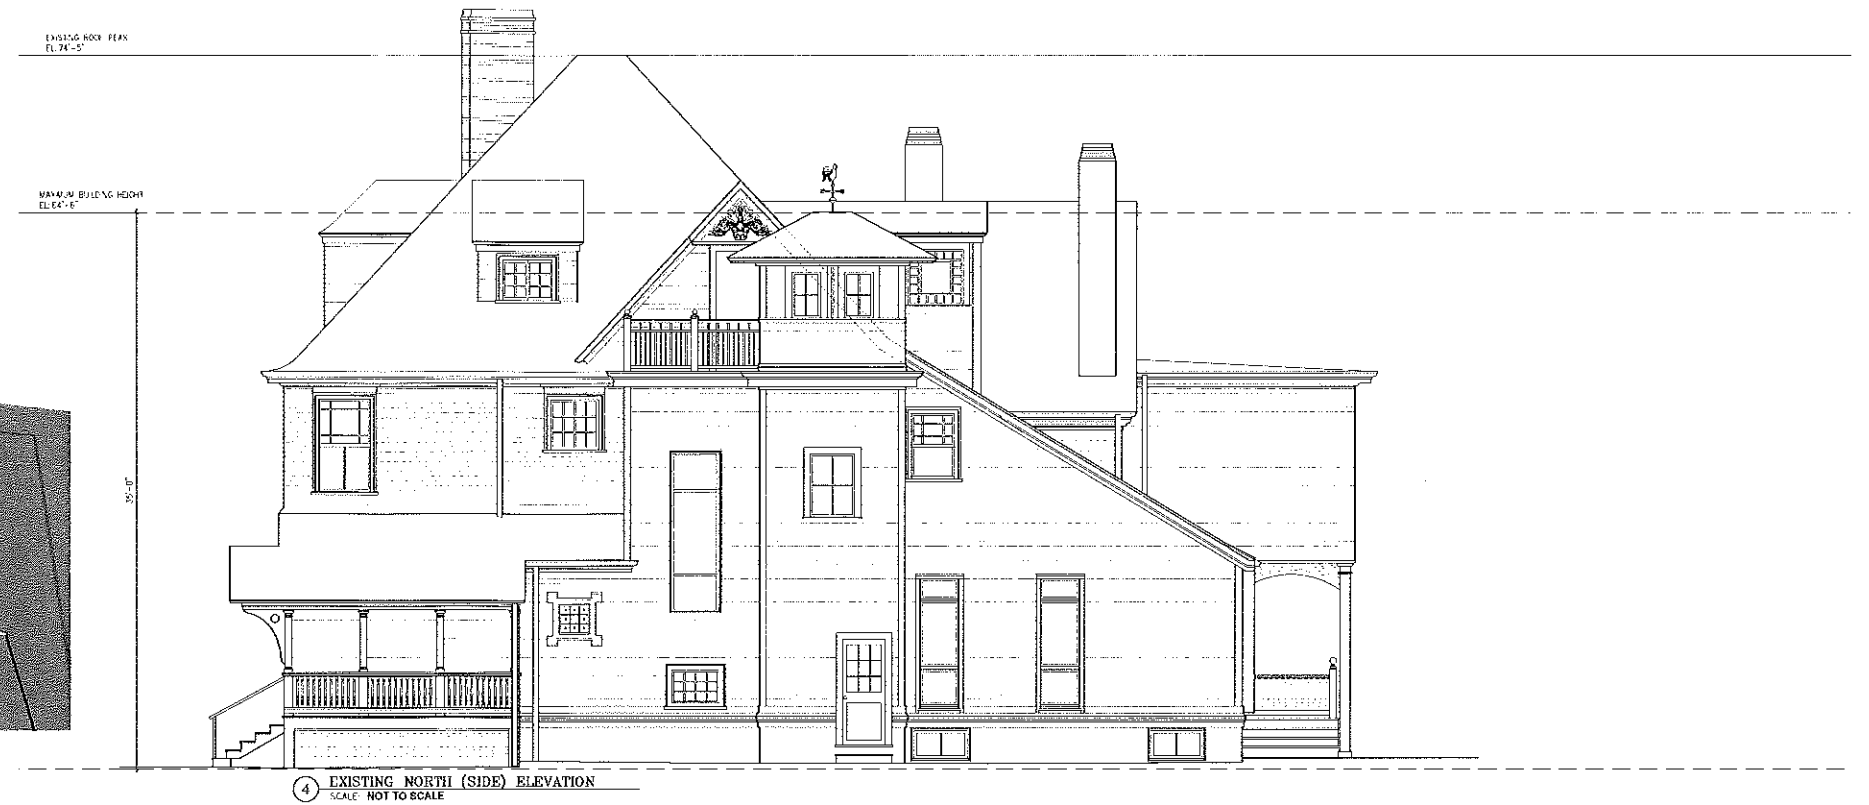 EXISTING ROOF PEAK
EL: 74'-5"
MAXIMUM BUILDING HEIGHT
EL: 64'-6"
35'-0"
4 EXISTING NORTH (SIDE) ELEVATION
SCALE: NOT TO SCALE